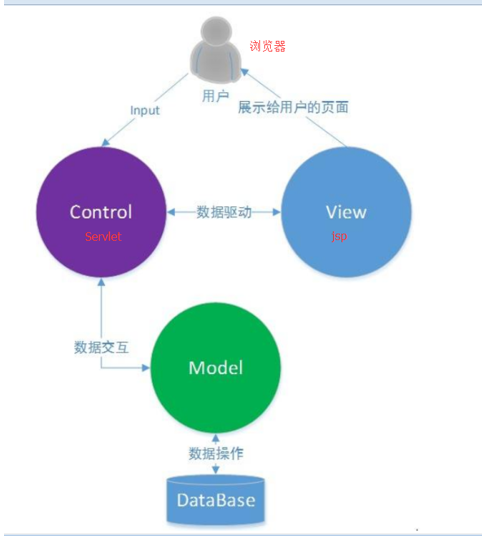 浏览器
用户
Input
展示给用户的页面
Control
Servlet
数据驱动
View
jsp
数据交互
Model
数据操作
DataBase